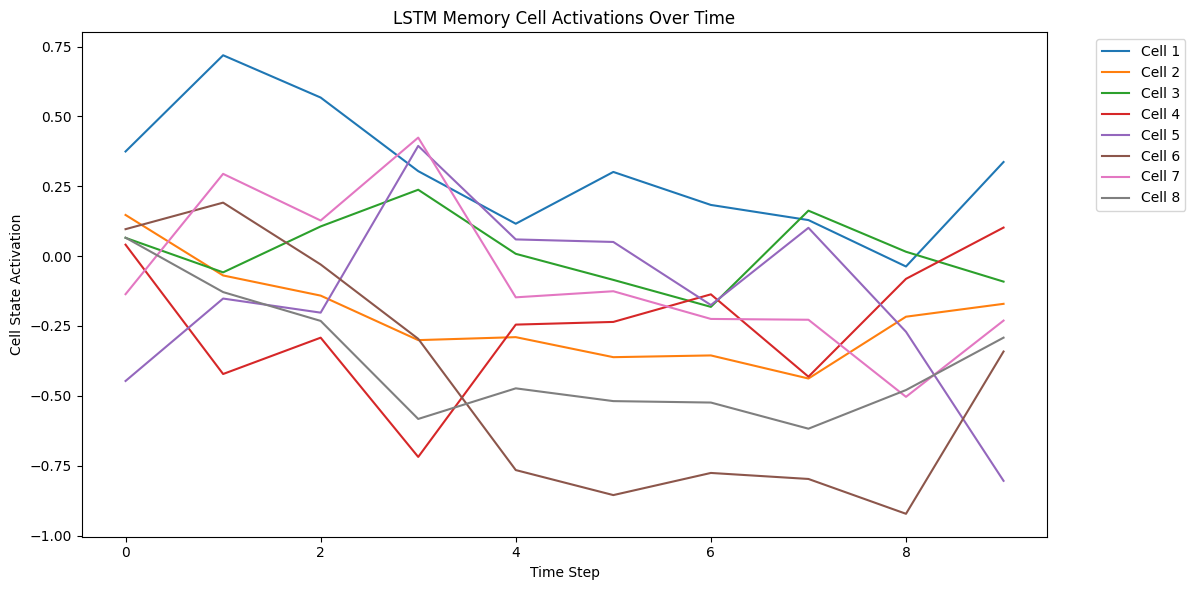 LSTM Memory Cell Activations Over Time
Cell State Activation
0.75
0.50
0.25
0.00
−0.25
−0.50
−0.75
−1.00
0
2
4
6
8
Time Step
Cell 1
Cell 2
Cell 3
Cell 4
Cell 5
Cell 6
Cell 7
Cell 8